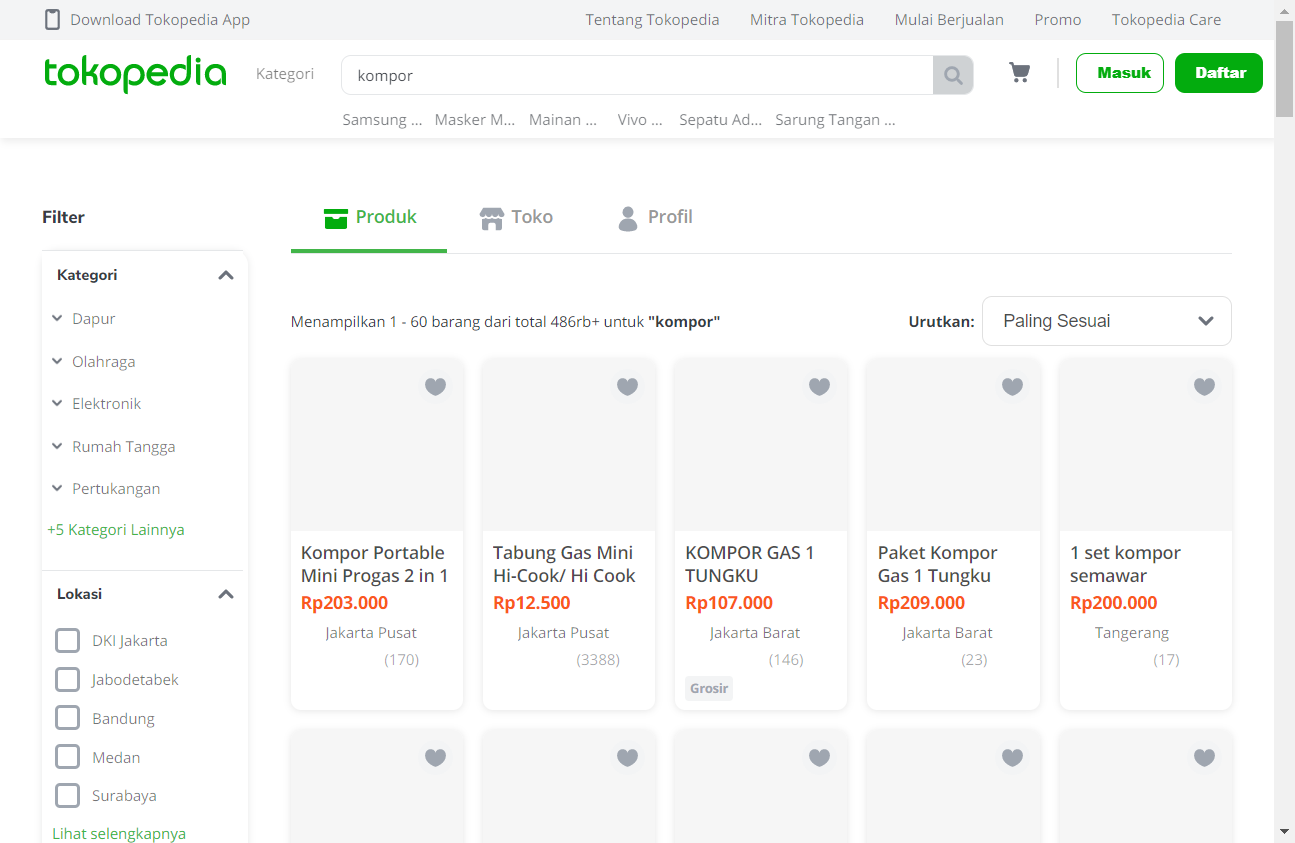 Download Tokopedia App
Tentang Tokopedia
Mitra Tokopedia
Mulai Berjualan
Promo
Tokopedia Care
tokopedia
Kategori
kompor
Masuk
Daftar
Samsung ...
Masker M...
Mainan ...
Vivo ...
Sepatu Ad...
Sarung Tangan ...
Filter
Produk
Toko
Profil
Kategori
Dapur
Olahraga
Elektronik
Rumah Tangga
Pertukangan
+5 Kategori Lainnya
Lokasi
DKI Jakarta
Jabodetabek
Bandung
Medan
Surabaya
Lihat selengkapnya
Menampilkan 1 - 60 barang dari total 486rb+ untuk "kompor"
Urutkan:
Paling Sesuai
Kompor Portable
Mini Progas 2 in 1
Rp203.000
Jakarta Pusat
(170)
Tabung Gas Mini
Hi-Cook/ Hi Cook
Rp12.500
Jakarta Pusat
(3388)
KOMPOR GAS 1
TUNGKU
Rp107.000
Jakarta Barat
(146)
Grosir
Paket Kompor
Gas 1 Tungku
Rp209.000
Jakarta Barat
(23)
1 set kompor
semawar
Rp200.000
Tangerang
(17)